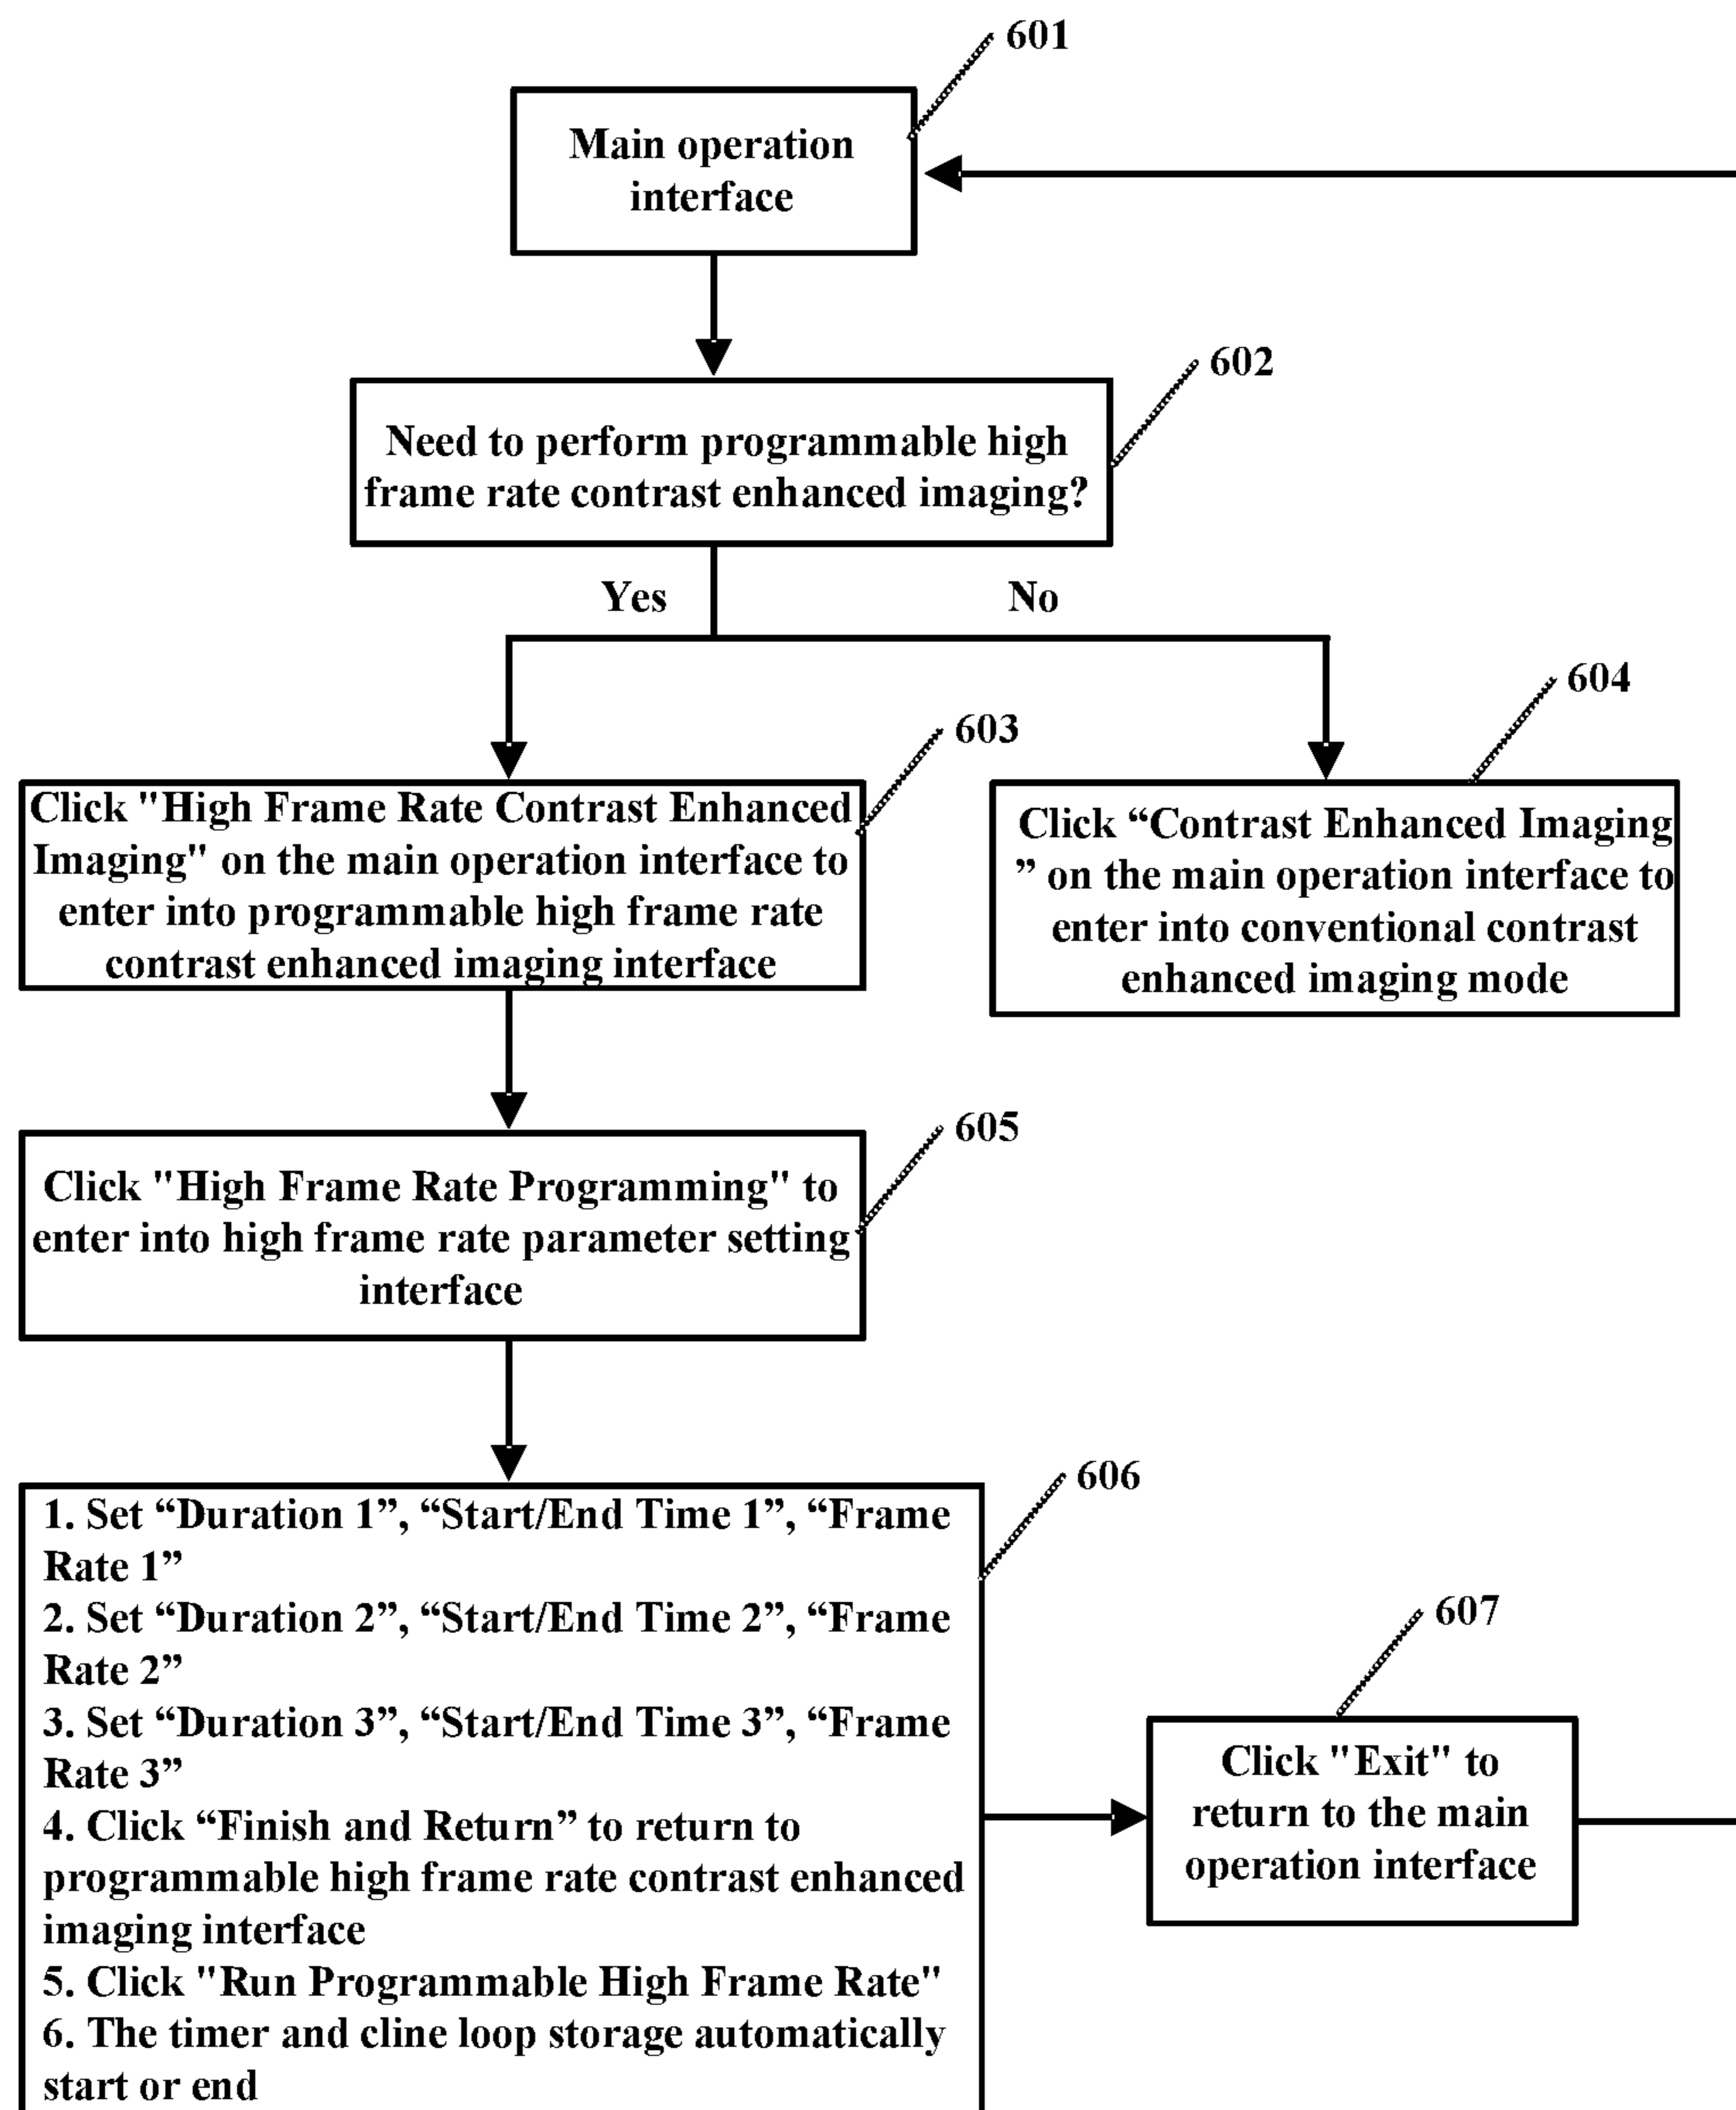 601
Main operation
interface
602
Need to perform programmable high
frame rate contrast enhanced imaging?
Yes
No
603
604
Click "High Frame Rate Contrast Enhanced
Imaging" on the main operation interface to
enter into programmable high frame rate
contrast enhanced imaging interface
Click “Contrast Enhanced Imaging
” on the main operation interface to
enter into conventional contrast
enhanced imaging mode
605
Click "High Frame Rate Programming" to
enter into high frame rate parameter setting
interface
606
1. Set “Duration 1”, “Start/End Time 1”, “Frame
Rate 1”
2. Set “Duration 2”, “Start/End Time 2”, “Frame
Rate 2”
3. Set “Duration 3”, “Start/End Time 3”, “Frame
Rate 3”
4. Click “Finish and Return” to return to
programmable high frame rate contrast enhanced
imaging interface
5. Click "Run Programmable High Frame Rate"
6. The timer and cline loop storage automatically
start or end
607
Click "Exit" to
return to the main
operation interface